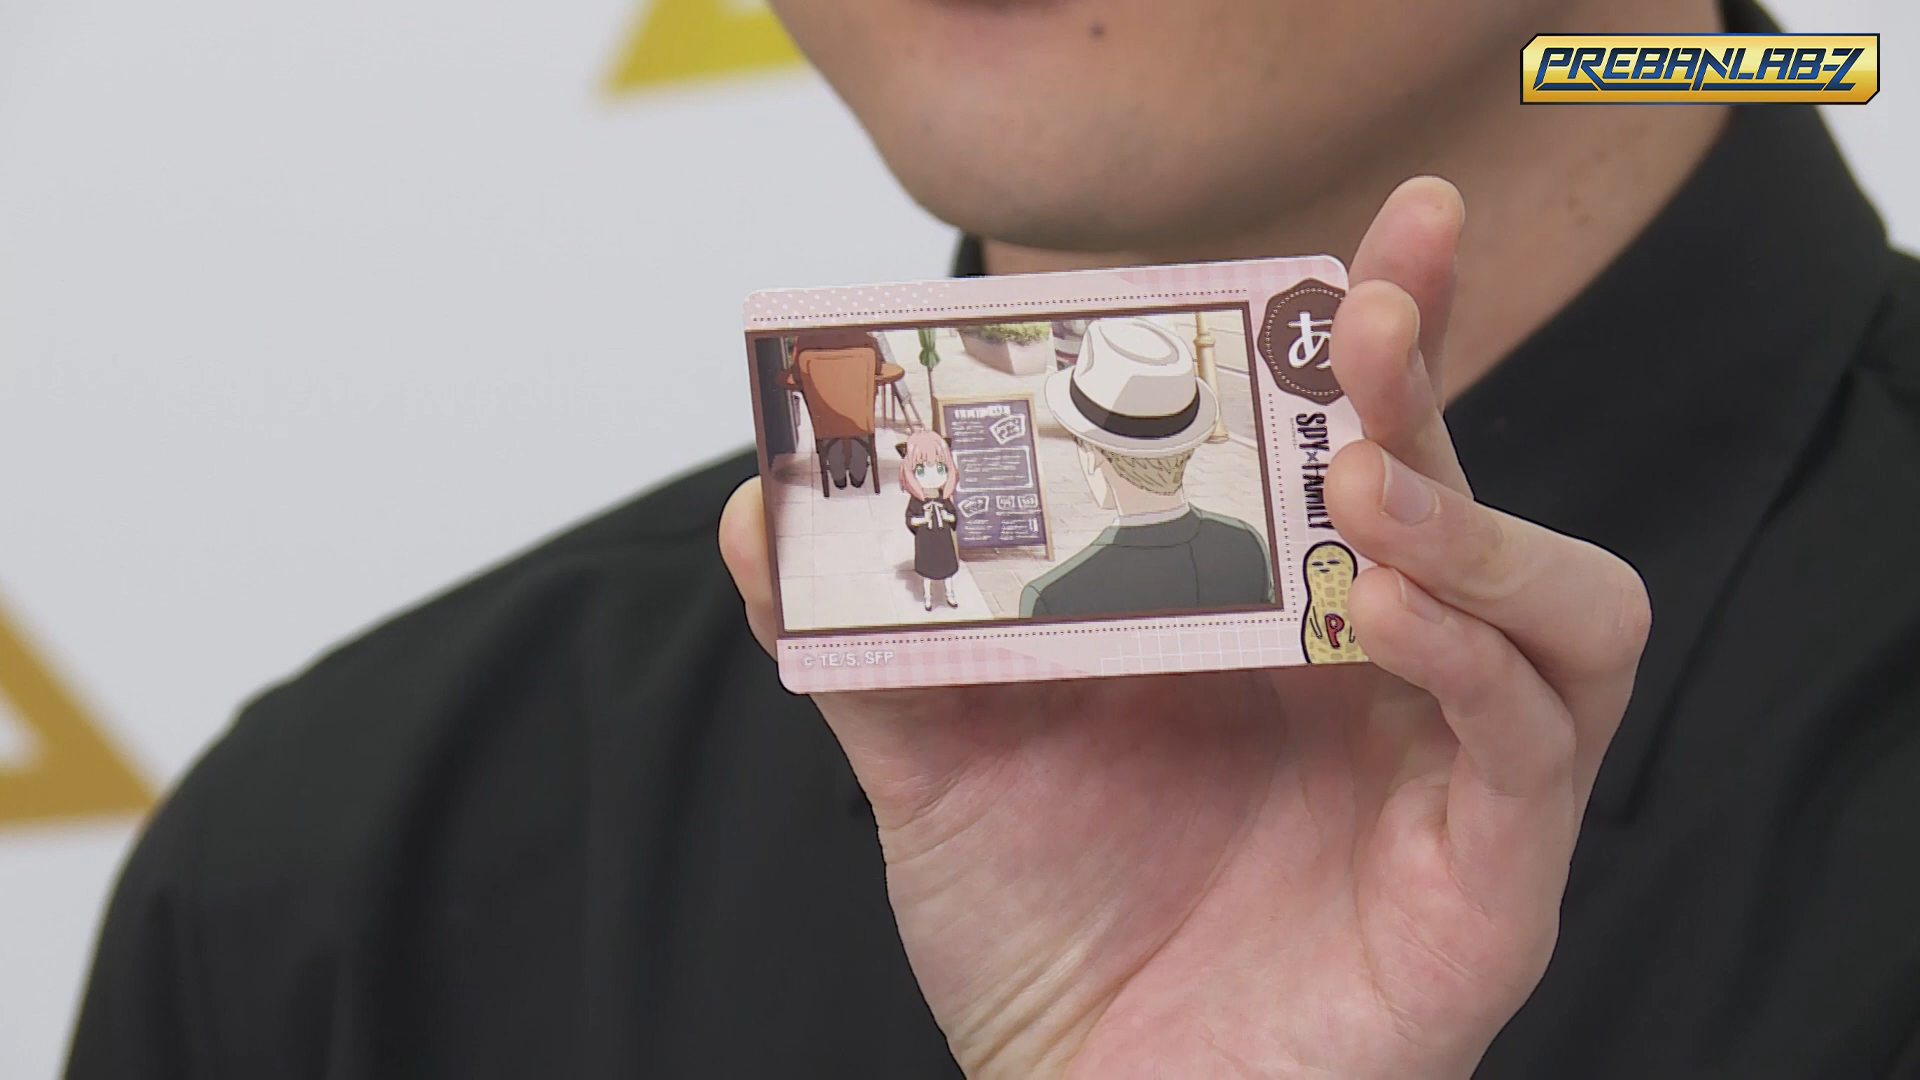 PREBANLAB-Z
あ
SPY×FAMILY
P
© TE/S, SFP